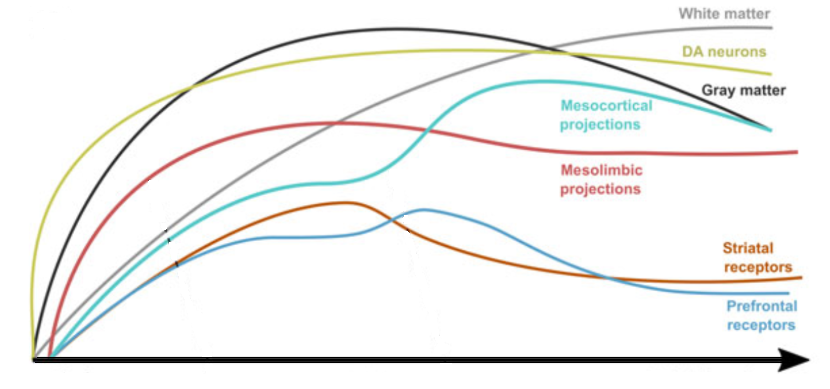 White matter
DA neurons
Gray matter
Mesocortical
projections
Mesolimbic
projections
Striatal
receptors
Prefrontal
receptors